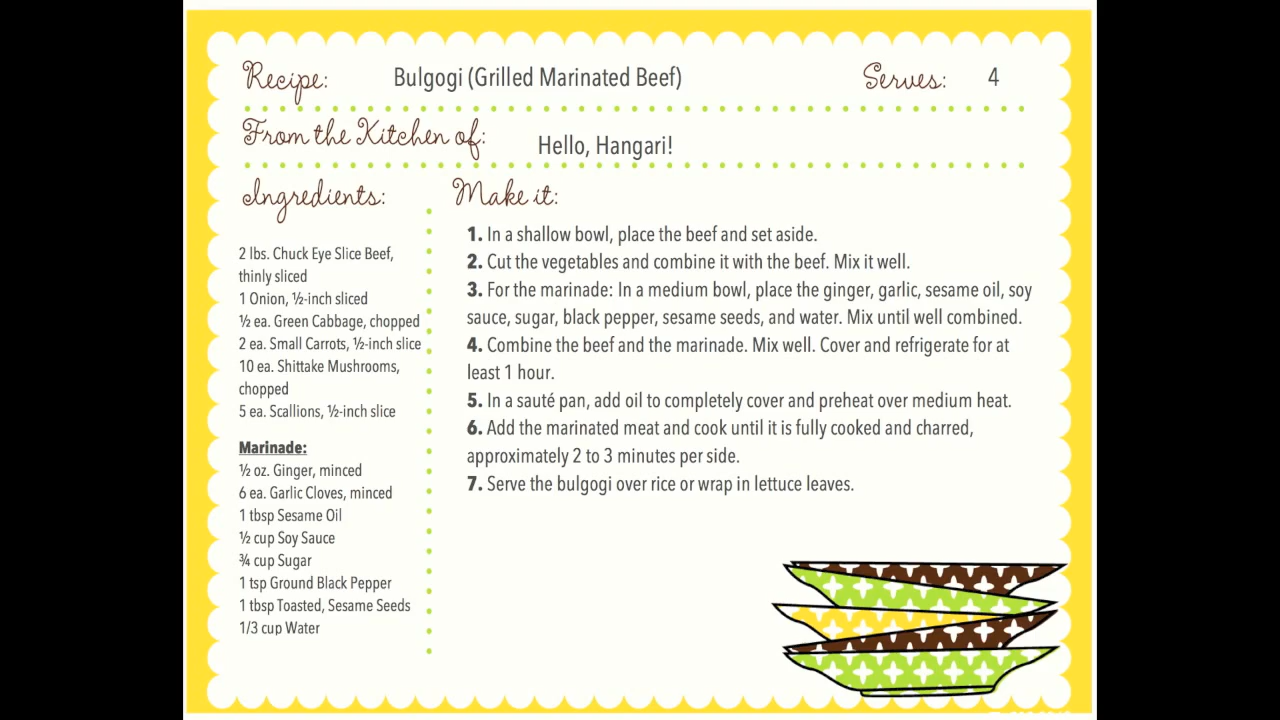 Recipe: Bulgogi (Grilled Marinated Beef) Serves: 4
From the Kitchen of: Hello, Hangari!
Ingredients:
2 lbs. Chuck Eye Slice Beef,
thinly sliced
1 Onion, ½-inch sliced
½ ea. Green Cabbage, chopped
2 ea. Small Carrots, ½-inch slice
10 ea. Shittake Mushrooms,
chopped
5 ea. Scallions, ½-inch slice
Marinade:
½ oz. Ginger, minced
6 ea. Garlic Cloves, minced
1 tbsp Sesame Oil
½ cup Soy Sauce
¾ cup Sugar
1 tsp Ground Black Pepper
1 tbsp Toasted, Sesame Seeds
1/3 cup Water
Make it:
1. In a shallow bowl, place the beef and set aside.
2. Cut the vegetables and combine it with the beef. Mix it well.
3. For the marinade: In a medium bowl, place the ginger, garlic, sesame oil, soy
sauce, sugar, black pepper, sesame seeds, and water. Mix until well combined.
4. Combine the beef and the marinade. Mix well. Cover and refrigerate for at
least 1 hour.
5. In a sauté pan, add oil to completely cover and preheat over medium heat.
6. Add the marinated meat and cook until it is fully cooked and charred,
approximately 2 to 3 minutes per side.
7. Serve the bulgogi over rice or wrap in lettuce leaves.